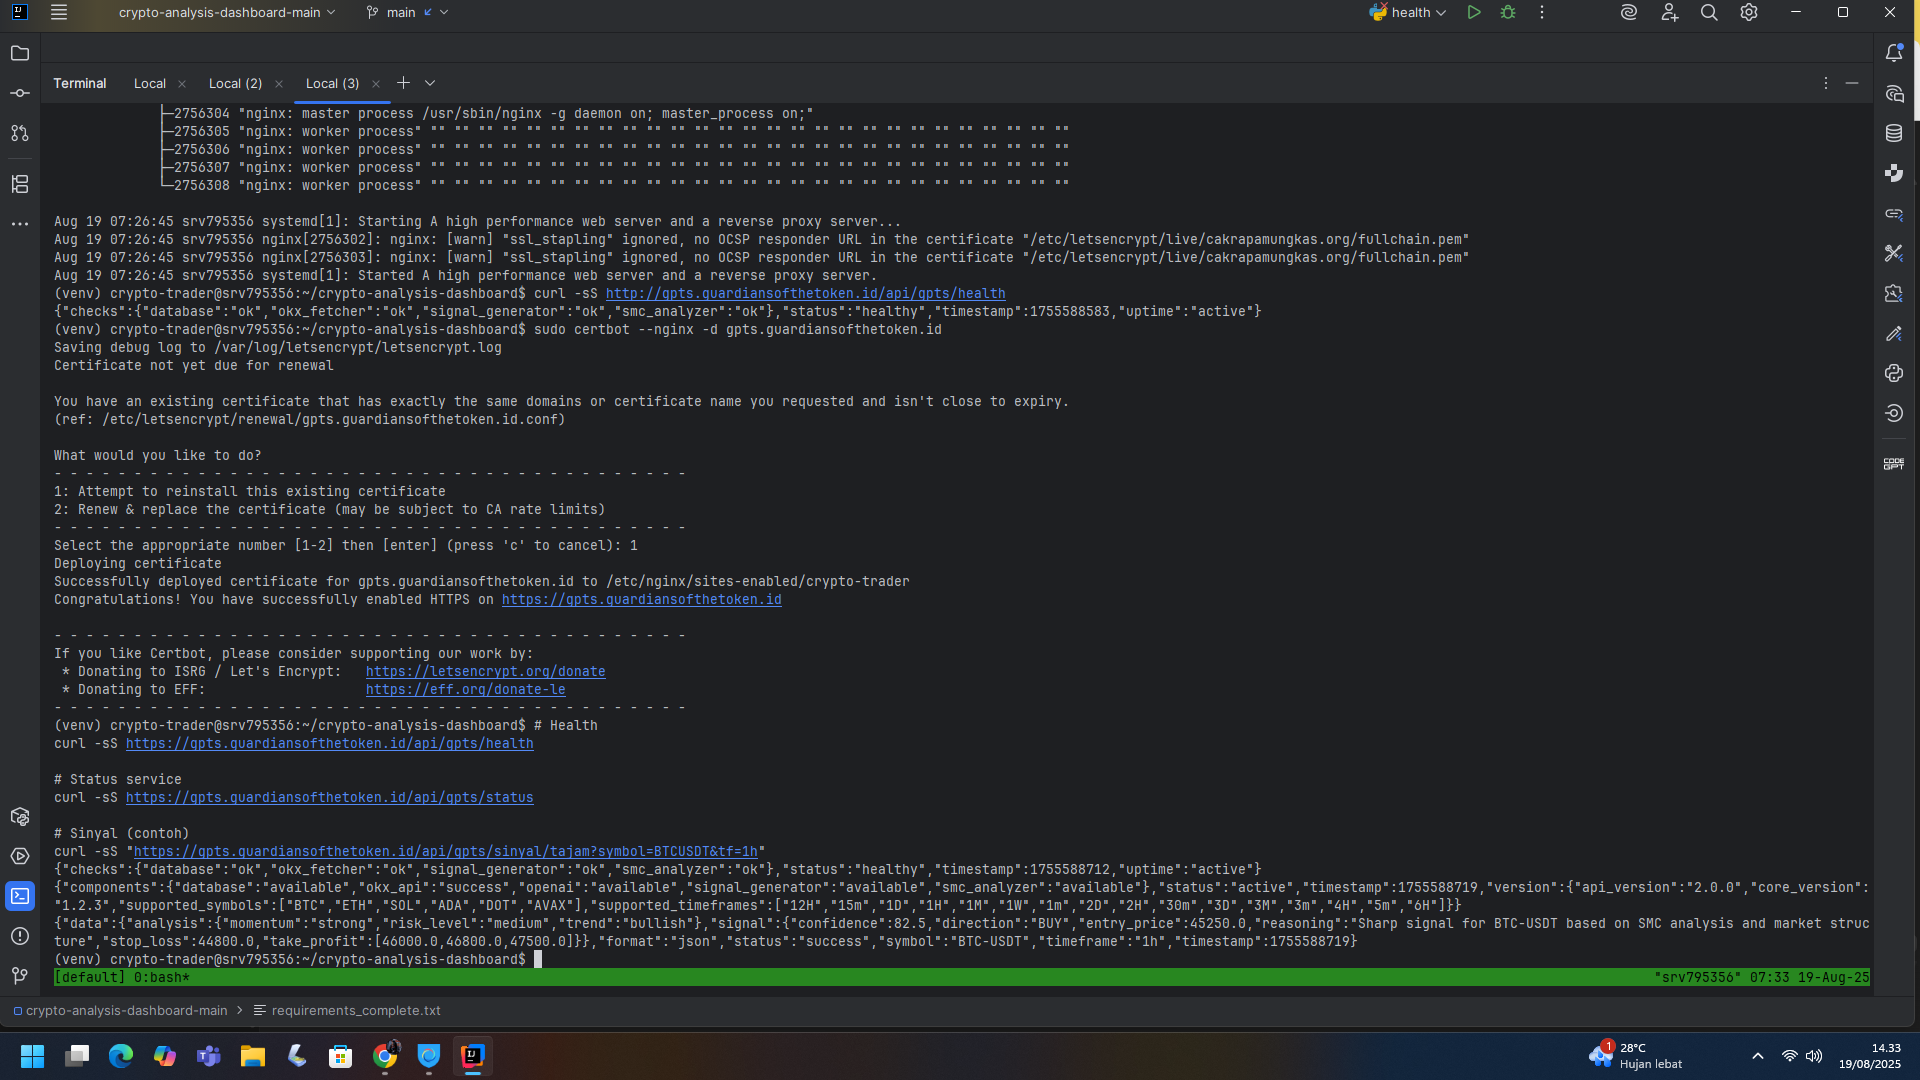 crypto-analysis-dashboard-main
main
health
Terminal
Local
Local (2)
Local (3)
├─2756304 "nginx: master process /usr/sbin/nginx -g daemon on; master_process on;"
├─2756305 "nginx: worker process" "" "" "" "" "" "" "" "" "" "" "" "" "" "" "" "" "" "" "" "" "" "" "" "" "" "" ""
├─2756306 "nginx: worker process" "" "" "" "" "" "" "" "" "" "" "" "" "" "" "" "" "" "" "" "" "" "" "" "" "" "" ""
├─2756307 "nginx: worker process" "" "" "" "" "" "" "" "" "" "" "" "" "" "" "" "" "" "" "" "" "" "" "" "" "" "" ""
└─2756308 "nginx: worker process" "" "" "" "" "" "" "" "" "" "" "" "" "" "" "" "" "" "" "" "" "" "" "" "" "" "" ""
Aug 19 07:26:45 srv795356 systemd[1]: Starting A high performance web server and a reverse proxy server...
Aug 19 07:26:45 srv795356 nginx[2756302]: nginx: [warn] "ssl_stapling" ignored, no OCSP responder URL in the certificate "/etc/letsencrypt/live/cakrapamungkas.org/fullchain.pem"
Aug 19 07:26:45 srv795356 nginx[2756303]: nginx: [warn] "ssl_stapling" ignored, no OCSP responder URL in the certificate "/etc/letsencrypt/live/cakrapamungkas.org/fullchain.pem"
Aug 19 07:26:45 srv795356 systemd[1]: Started A high performance web server and a reverse proxy server.
(venv) crypto-trader@srv795356:~/crypto-analysis-dashboard$ curl -sS http://gpts.guardiansofthetoken.id/api/gpts/health
{"checks":{"database":"ok","okx_fetcher":"ok","signal_generator":"ok","smc_analyzer":"ok"},"status":"healthy","timestamp":1755588583,"uptime":"active"}
(venv) crypto-trader@srv795356:~/crypto-analysis-dashboard$ sudo certbot --nginx -d gpts.guardiansofthetoken.id
Saving debug log to /var/log/letsencrypt/letsencrypt.log
Certificate not yet due for renewal
You have an existing certificate that has exactly the same domains or certificate name you requested and isn't close to expiry.
(ref: /etc/letsencrypt/renewal/gpts.guardiansofthetoken.id.conf)
What would you like to do?
- - - - - - - - - - - - - - - - - - - - - - - - - - - - - - - - - - - - - - - -
1: Attempt to reinstall this existing certificate
2: Renew & replace the certificate (may be subject to CA rate limits)
- - - - - - - - - - - - - - - - - - - - - - - - - - - - - - - - - - - - - - - -
Select the appropriate number [1-2] then [enter] (press 'c' to cancel): 1
Deploying certificate
Successfully deployed certificate for gpts.guardiansofthetoken.id to /etc/nginx/sites-enabled/crypto-trader
Congratulations! You have successfully enabled HTTPS on https://gpts.guardiansofthetoken.id
- - - - - - - - - - - - - - - - - - - - - - - - - - - - - - - - - - - - - - - -
If you like Certbot, please consider supporting our work by:
* Donating to ISRG / Let's Encrypt: https://letsencrypt.org/donate
* Donating to EFF: https://eff.org/donate-le
- - - - - - - - - - - - - - - - - - - - - - - - - - - - - - - - - - - - - - - -
(venv) crypto-trader@srv795356:~/crypto-analysis-dashboard$ # Health
curl -sS https://gpts.guardiansofthetoken.id/api/gpts/health
# Status service
curl -sS https://gpts.guardiansofthetoken.id/api/gpts/status
# Sinyal (contoh)
curl -sS "https://gpts.guardiansofthetoken.id/api/gpts/sinyal/tajam?symbol=BTCUSDT&tf=1h"
{"checks":{"database":"ok","okx_fetcher":"ok","signal_generator":"ok","smc_analyzer":"ok"},"status":"healthy","timestamp":1755588712,"uptime":"active"}
{"components":{"database":"available","okx_api":"success","openai":"available","signal_generator":"available","smc_analyzer":"available"},"status":"active","timestamp":1755588719,"version":{"api_version":"2.0.0","core_version":
"1.2.3","supported_symbols":["BTC","ETH","SOL","ADA","DOT","AVAX"],"supported_timeframes":["12H","15m","1D","1H","1M","1W","1m","2D","2H","30m","3D","3M","3m","4H","5m","6H"]}}
{"data":{"analysis":{"momentum":"strong","risk_level":"medium","trend":"bullish"},"signal":{"confidence":82.5,"direction":"BUY","entry_price":45250.0,"reasoning":"Sharp signal for BTC-USDT based on SMC analysis and market struc
ture","stop_loss":44800.0,"take_profit":[46000.0,46800.0,47500.0]}},"format":"json","status":"success","symbol":"BTC-USDT","timeframe":"1h","timestamp":1755588719}
(venv) crypto-trader@srv795356:~/crypto-analysis-dashboard$
[default] 0:bash* "srv795356" 07:33 19-Aug-25
CODE GPT
crypto-analysis-dashboard-main > requirements_complete.txt
1
28°C
Hujan lebat
14.33
19/08/2025